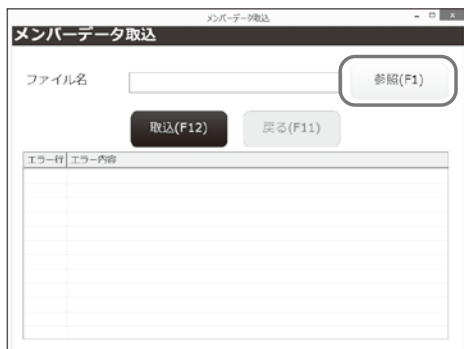 メンバーデータ取込
メンバーデータ取込
ファイル名
参照(F1)
取込(F12)
戻る(F11)
エラー行 エラー内容